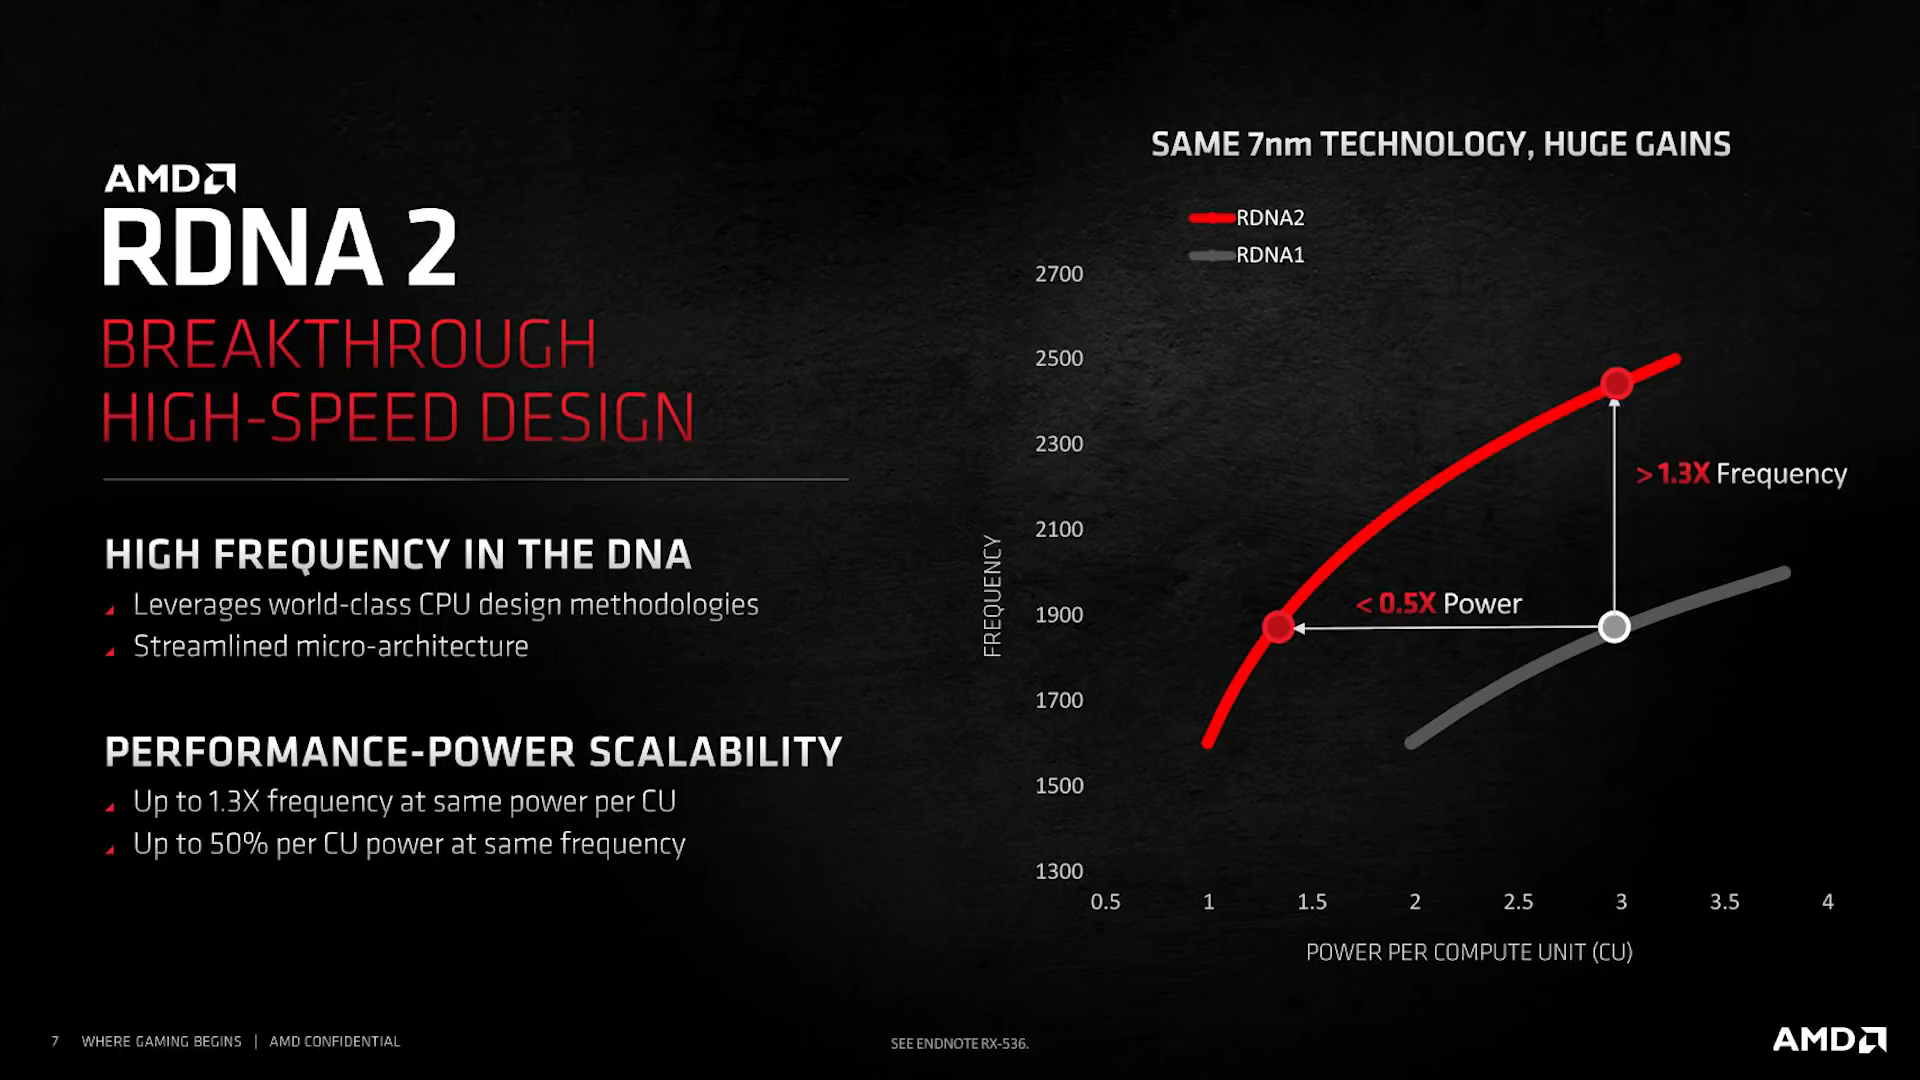 AMD
RDNA 2
BREAKTHROUGH
HIGH-SPEED DESIGN
HIGH FREQUENCY IN THE DNA
Leverages world-class CPU design methodologies
Streamlined micro-architecture
PERFORMANCE-POWER SCALABILITY
Up to 1.3X frequency at same power per CU
Up to 50% per CU power at same frequency
SAME 7nm TECHNOLOGY, HUGE GAINS
RDNA2
RDNA1
2700
2500
2300
2100
1900
1700
1500
1300
FREQUENCY
> 1.3X Frequency
< 0.5X Power
0.5 1 1.5 2 2.5 3 3.5 4
POWER PER COMPUTE UNIT (CU)
7 WHERE GAMING BEGINS | AMD CONFIDENTIAL
SEE ENDNOTE RX-536.
AMD